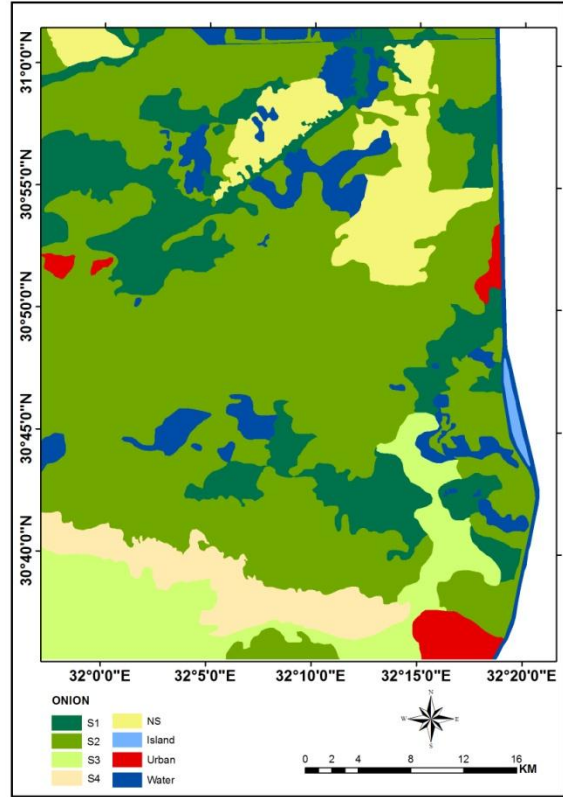 31°0'0"N
30°55'0"N
30°50'0"N
30°45'0"N
30°40'0"N
32°0'0"E 32°5'0"E 32°10'0"E 32°15'0"E 32°20'0"E
ONION
S1
S2
S3
S4
NS
Island
Urban
Water
N
W E
S
0 2 4 8 12 16
KM